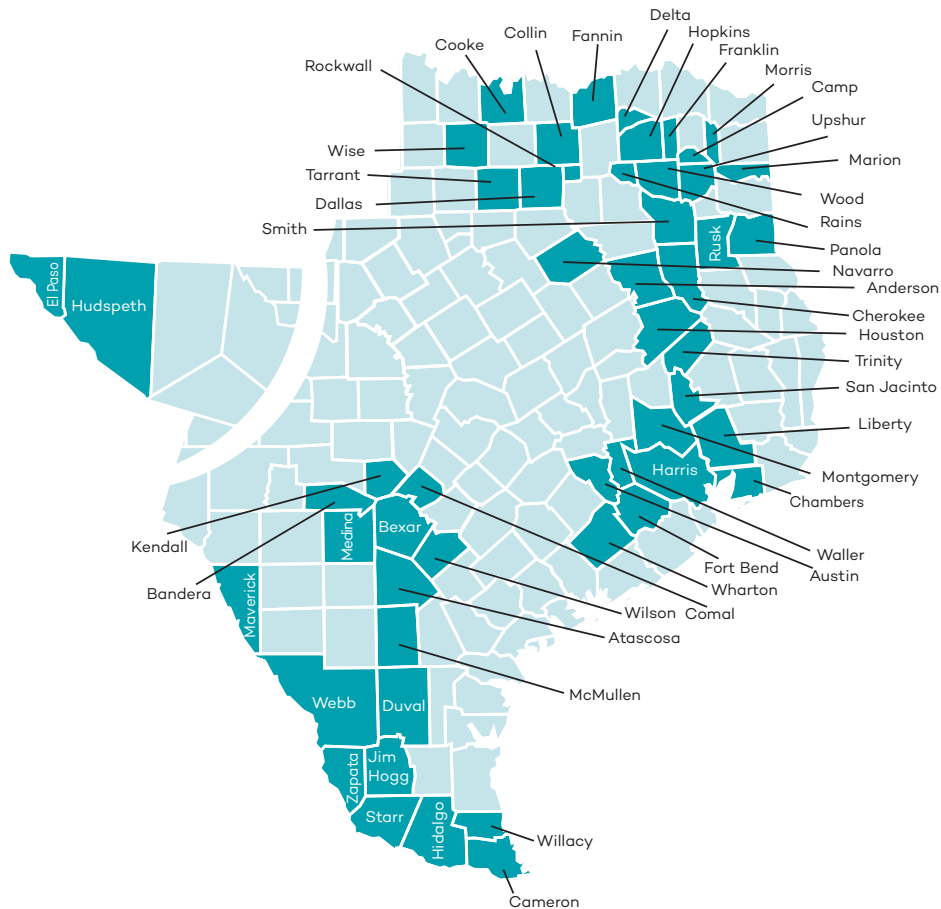 Delta
Hopkins
Collin
Fannin
Cooke
Franklin
Rockwall
Morris
Camp
Upshur
Wise
Marion
Tarrant
Wood
Dallas
Rains
Smith
Rusk
Panola
El Paso
Navarro
Anderson
Hudspeth
Cherokee
Houston
Trinity
San Jacinto
Liberty
Harris
Montgomery
Chambers
Bexar
Medina
Kendall
Waller
Fort Bend
Austin
Bandera
Maverick
Wharton
Wilson
Comal
Atascosa
McMullen
Webb
Duval
Jim
Hogg
Zapata
Starr
Hidalgo
Willacy
Cameron